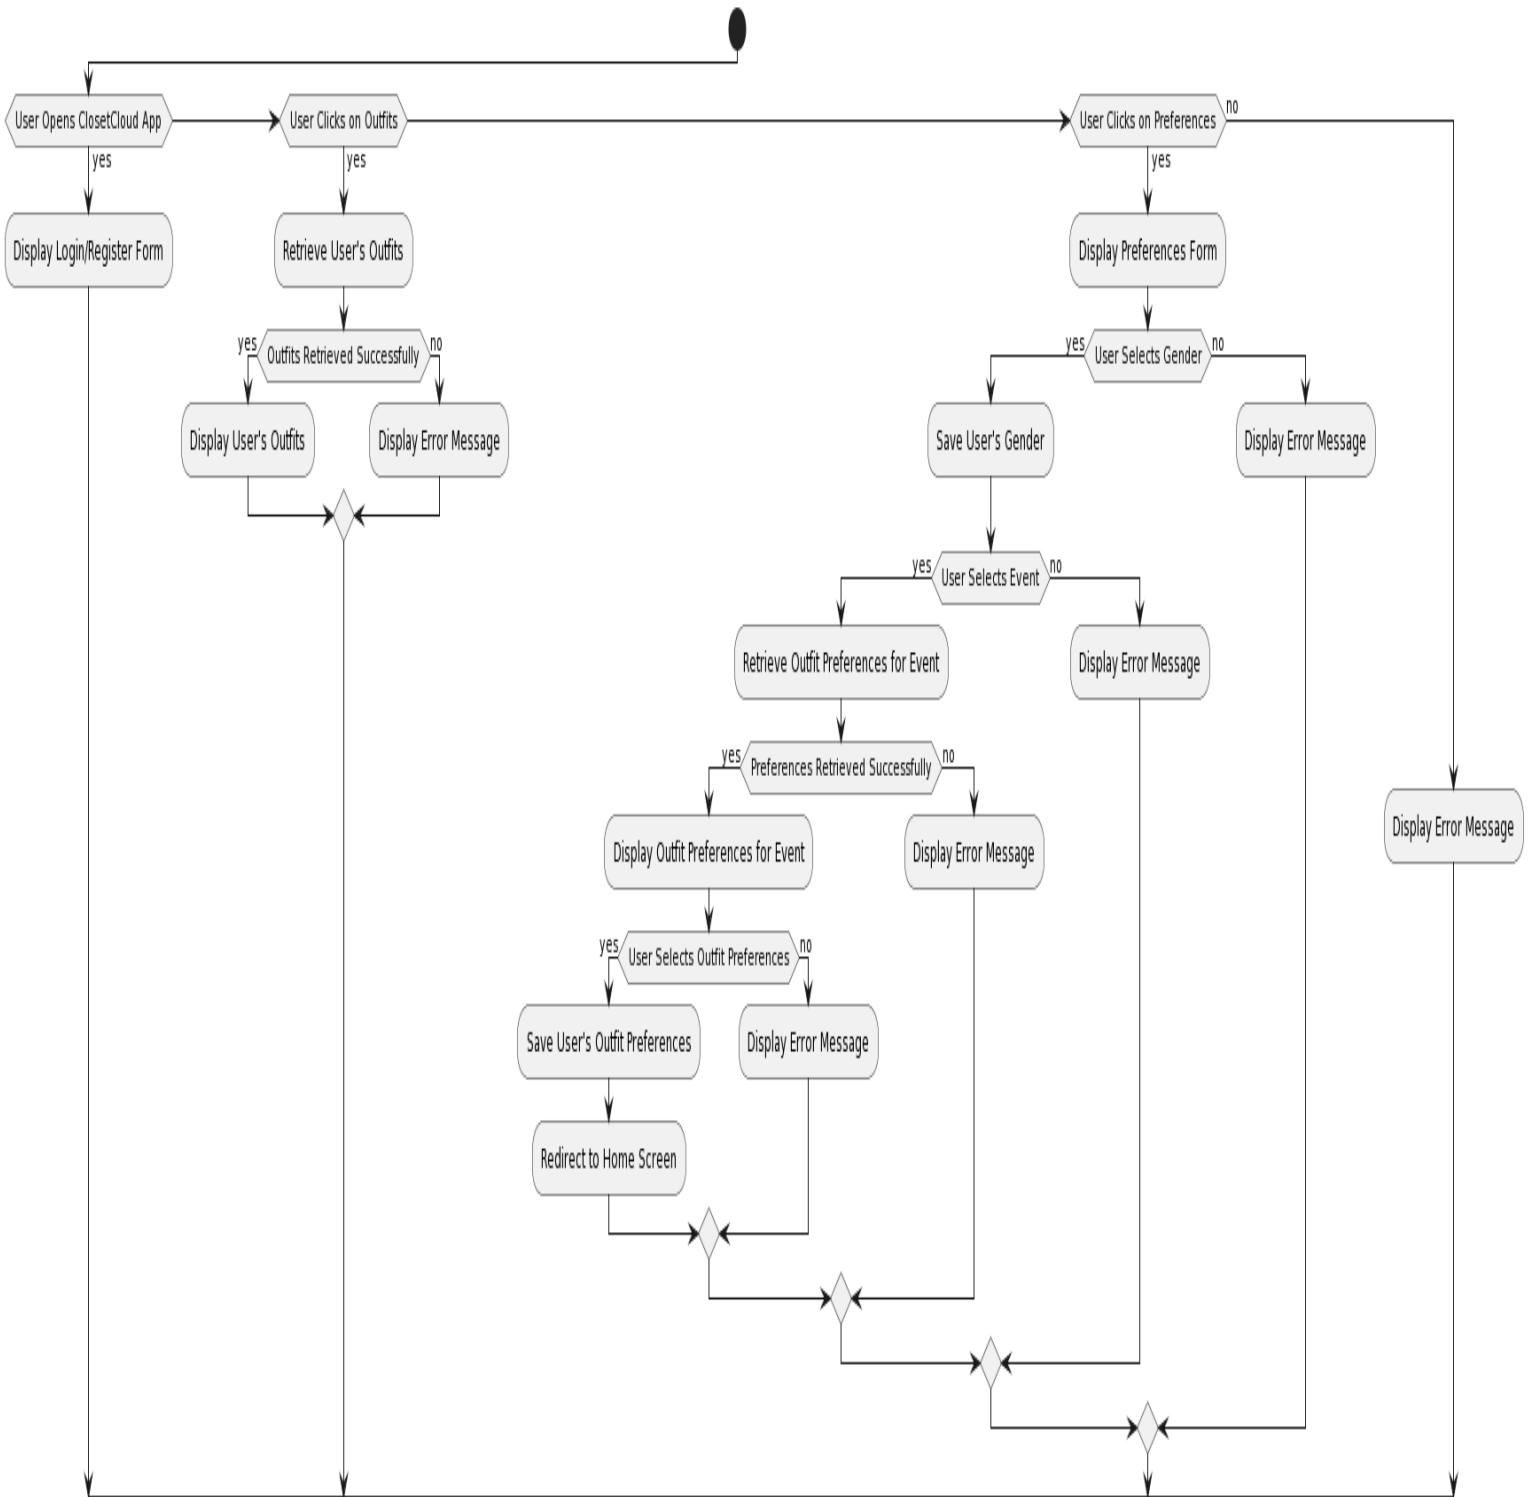 no
User Opens ClosetCloud App
User Clicks on Outfits
User Clicks on Preferences
yes
yes
yes
Display Login/Register Form
Retrieve User's Outfits
Display Preferences Form
yes
Outfits Retrieved Successfully
no
yes
User Selects Gender
no
Display User's Outfits
Display Error Message
Save User's Gender
Display Error Message
yes
User Selects Event
no
Retrieve Outfit Preferences for Event
Display Error Message
yes
Preferences Retrieved Successfully
no
Display Error Message
Display Outfit Preferences for Event
Display Error Message
yes
User Selects Outfit Preferences
no
Save User's Outfit Preferences
Display Error Message
Redirect to Home Screen